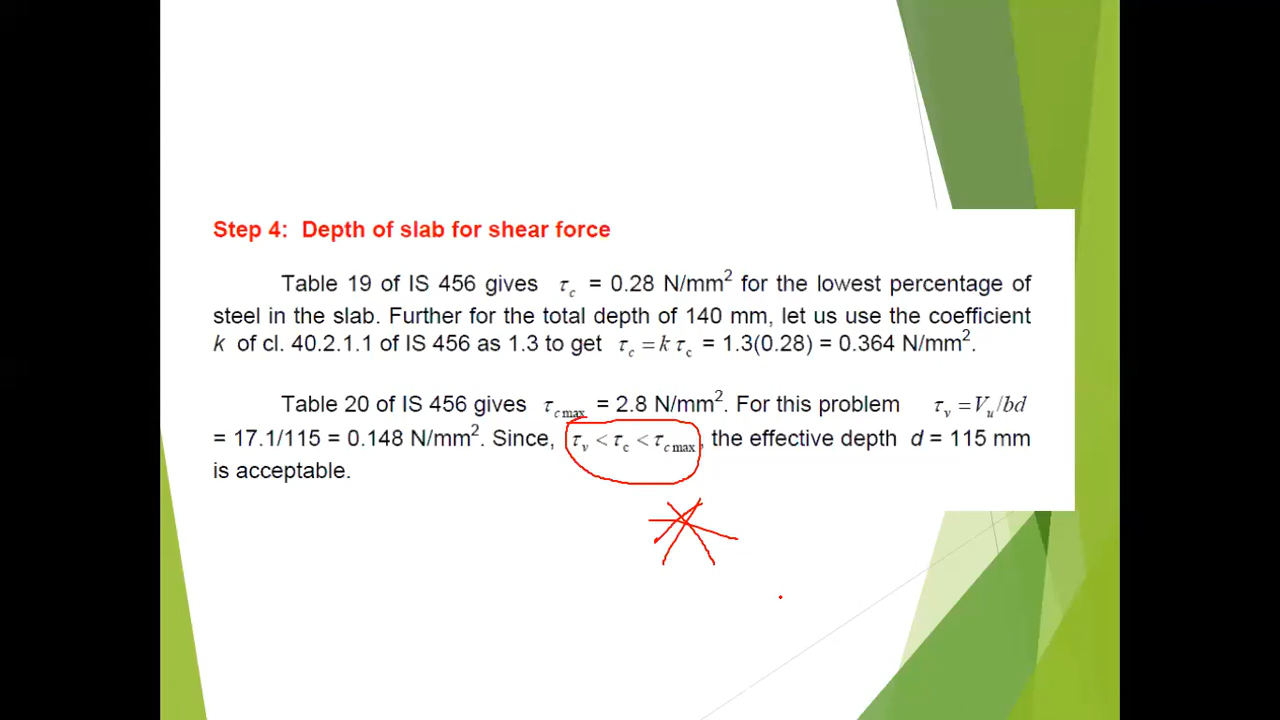 Step 4: Depth of slab for shear force
Table 19 of IS 456 gives τc = 0.28 N/mm² for the lowest percentage of
steel in the slab. Further for the total depth of 140 mm, let us use the coefficient
k of cl. 40.2.1.1 of IS 456 as 1.3 to get τc = k τc = 1.3(0.28) = 0.364 N/mm².
Table 20 of IS 456 gives τc max = 2.8 N/mm². For this problem τv = Vu/bd
= 17.1/115 = 0.148 N/mm². Since, τv < τc < τc max, the effective depth d = 115 mm
is acceptable.